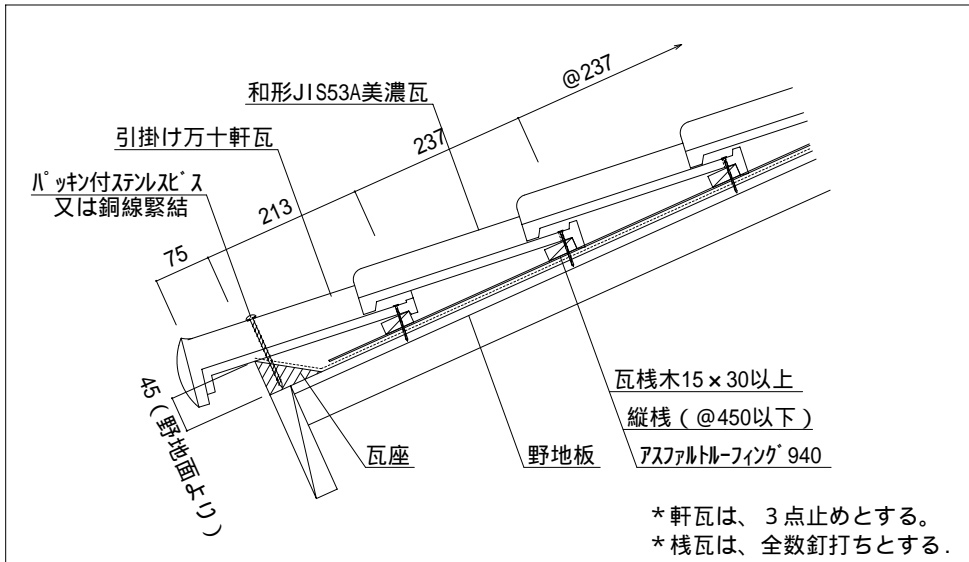 @237
和形JIS53A美濃瓦
237
引掛け万十軒瓦
ﾊﾟｯｷﾝ付ｽﾃﾝﾚｽﾋﾞｽ
又は銅線緊結
213
75
45(野地面より)
瓦桟木15×30以上
縦桟(@450以下)
瓦座
野地板
ｱｽﾌｧﾙﾄﾙｰﾌｨﾝｸﾞ940
*軒瓦は、3点止めとする。
*桟瓦は、全数釘打ちとする.